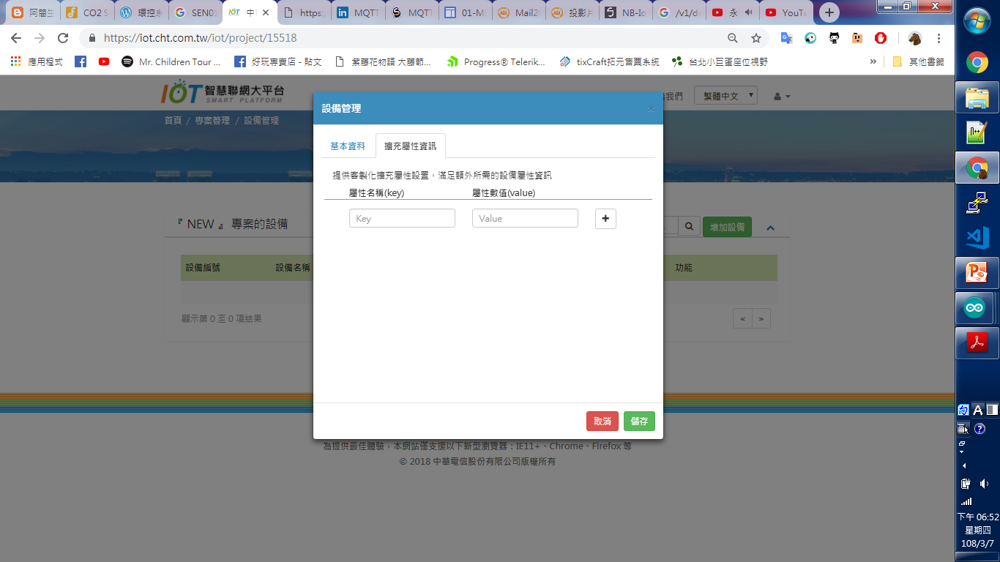 阿簡生
CO2 S
環控系
SEN01
中華
https:
MQTT
MQTT
01-MI
Mail20
投影片
NB-Io
/v1/de
永
YouTu
https://iot.cht.com.tw/iot/project/15518
應用程式
Mr. Children Tour ...
好玩專賣店 - 貼文
紫藤花物語 大藤節...
Progress® Telerik...
tixCraft拓元售票系統
台北小巨蛋座位視野
»
其他書籤
IOT 智慧聯網大平台
SMART PLATFORM
我們
繁體中文
首頁 / 專案管理 / 設備管理
設備管理
×
基本資料
擴充屬性資訊
提供客製化擴充屬性設置，滿足額外所需的設備屬性資訊
屬性名稱(key)
屬性數值(value)
Key
Value
+
『 NEW 』 專案的設備
增加設備
設備編號
設備名稱
功能
顯示第 0 至 0 項結果
«
»
取消
儲存
為提供最佳體驗，本網站僅支援以下新型瀏覽器：IE11+、Chrome、Firefox 等
© 2018 中華電信股份有限公司版權所有
A
下午 06:52
星期四
108/3/7